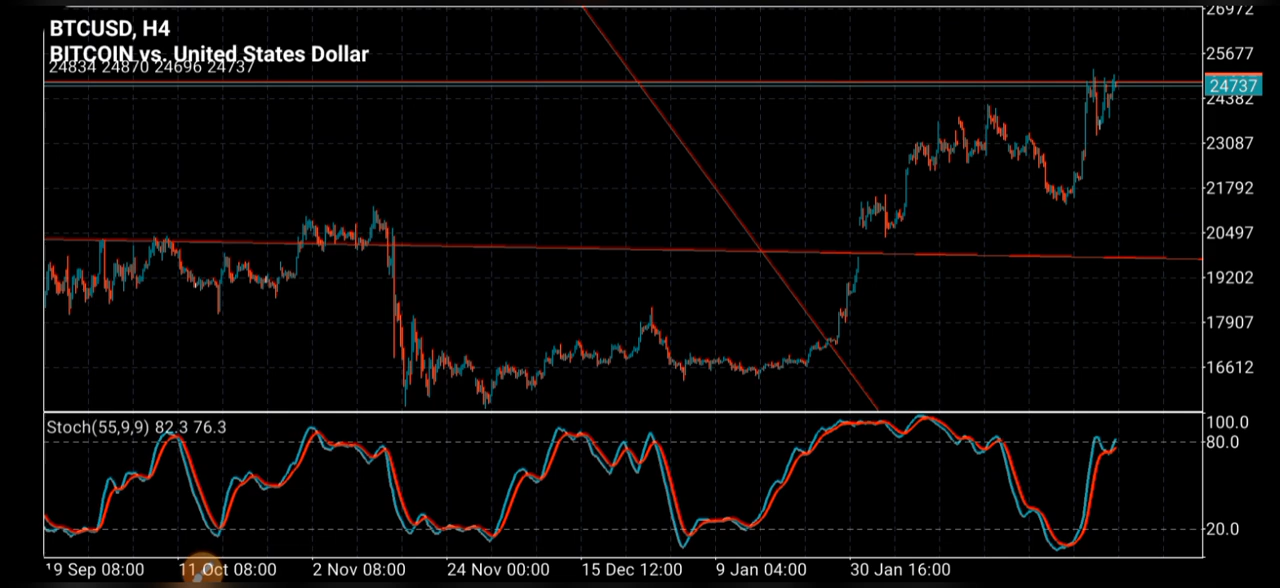 BTCUSD, H4
BITCOIN vs. United States Dollar
24834 24870 24696 24737
26972
25677
24737
24382
23087
21792
20497
19202
17907
16612
Stoch(55,9,9) 82.3 76.3
100.0
80.0
20.0
19 Sep 08:00 11 Oct 08:00 2 Nov 08:00 24 Nov 00:00 15 Dec 12:00 9 Jan 04:00 30 Jan 16:00